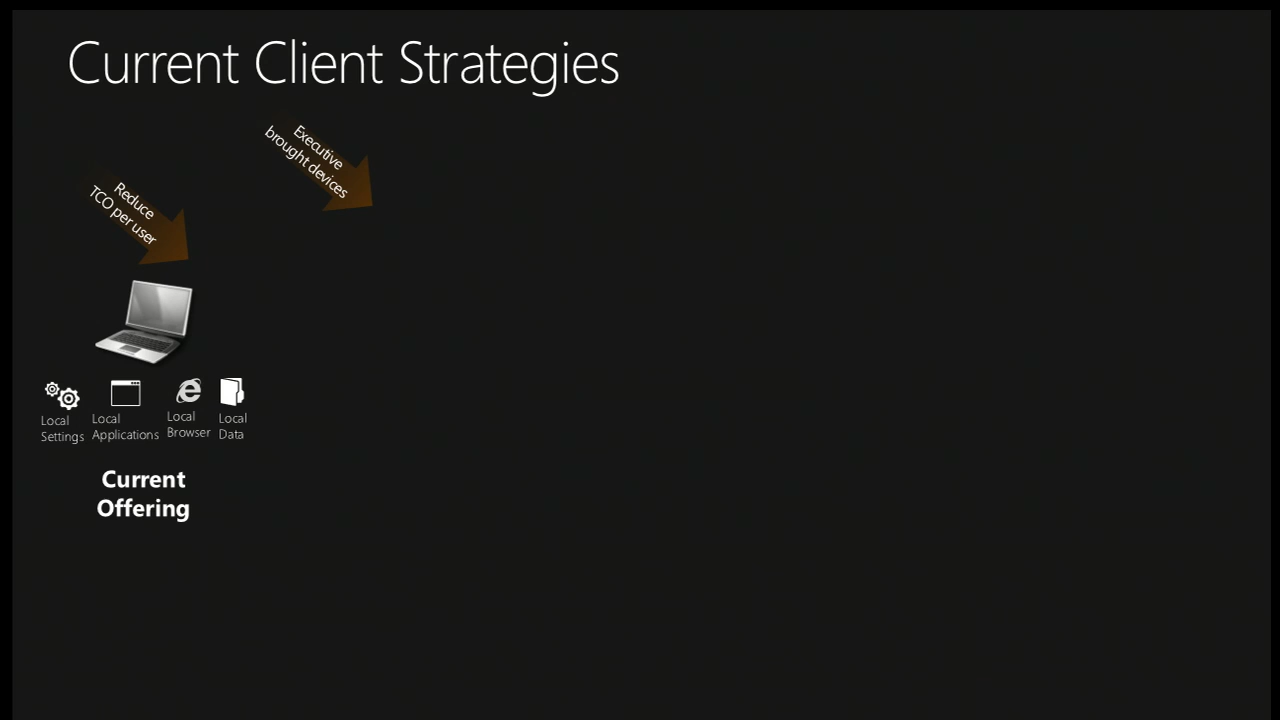 Current Client Strategies
Executive
brought devices
Reduce
TCO per user
Local
Settings
Local
Applications
Local
Browser
Local
Data
Current
Offering